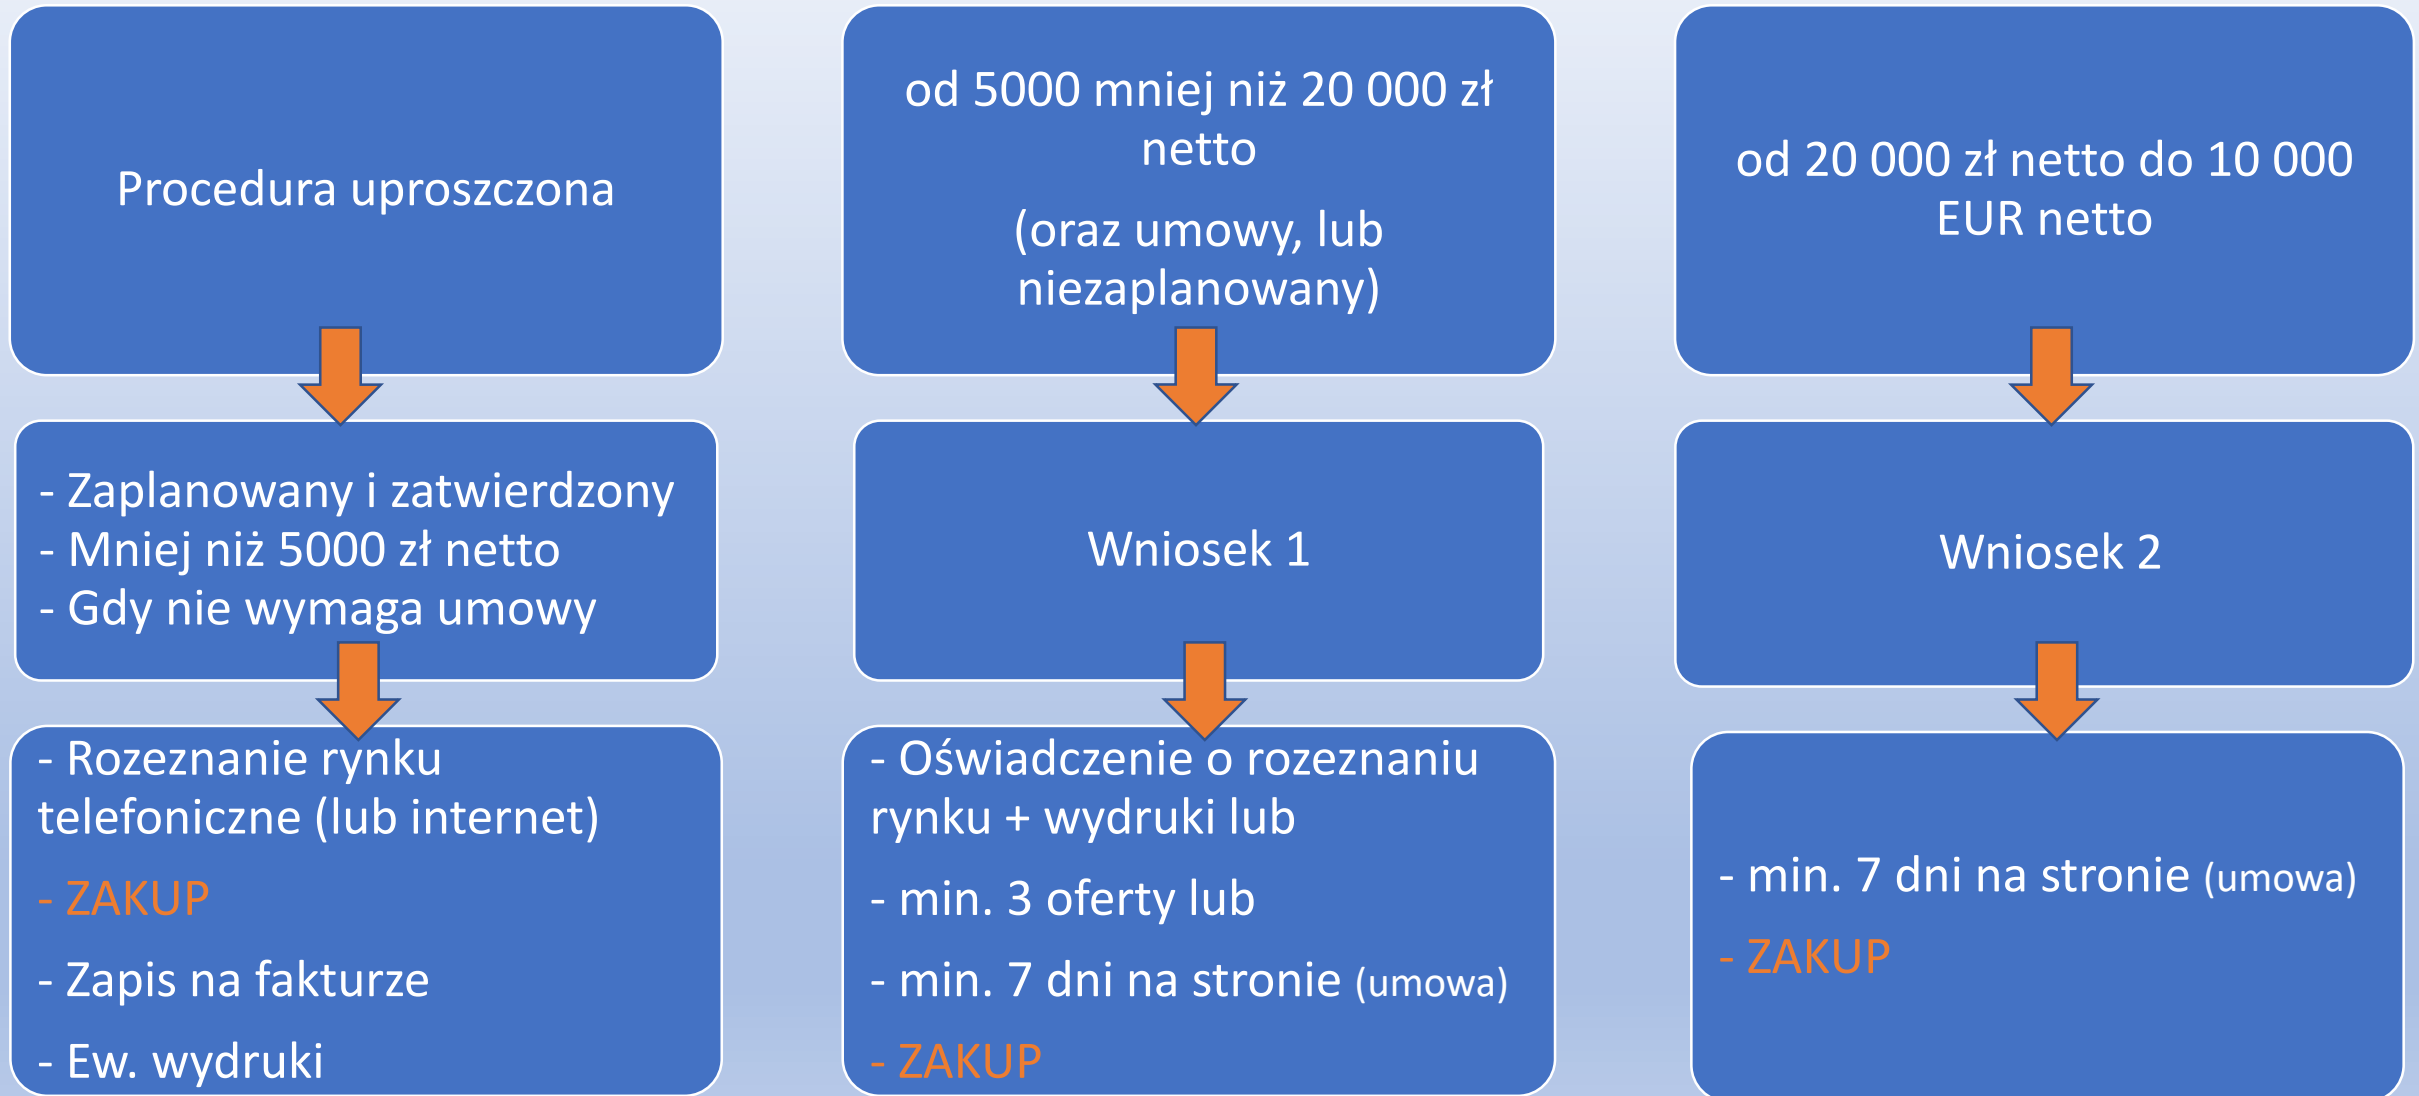 Procedura uproszczona
- Zaplanowany i zatwierdzony
- Mniej niż 5000 zł netto
- Gdy nie wymaga umowy
- Rozeznanie rynku
telefoniczne (lub internet)
- ZAKUP
- Zapis na fakturze
- Ew. wydruki
od 5000 mniej niż 20 000 zł
netto
(oraz umowy, lub
niezaplanowany)
Wniosek 1
- Oświadczenie o rozeznaniu
rynku + wydruki lub
- min. 3 oferty lub
- min. 7 dni na stronie (umowa)
- ZAKUP
od 20 000 zł netto do 10 000
EUR netto
Wniosek 2
- min. 7 dni na stronie (umowa)
- ZAKUP